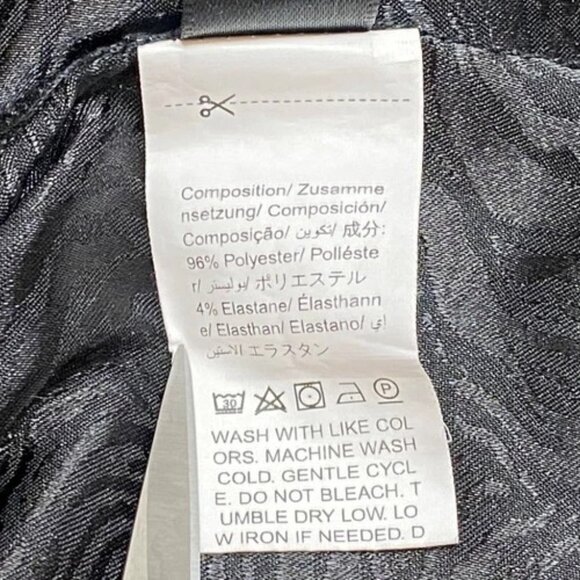 Composition/ Zusamme
nsetzung/ Composición/
Composição/ تكوين/ 成分:
96% Polyester/ Polléste
r/ بوليستر/ ポリエステル
4% Elastane/ Élasthann
e/ Elasthan/ Elastano/ إي
الاستين エラスタン
30
P
WASH WITH LIKE COL
ORS. MACHINE WASH
COLD. GENTLE CYCL
E. DO NOT BLEACH. T
UMBLE DRY LOW. LO
W IRON IF NEEDED. D